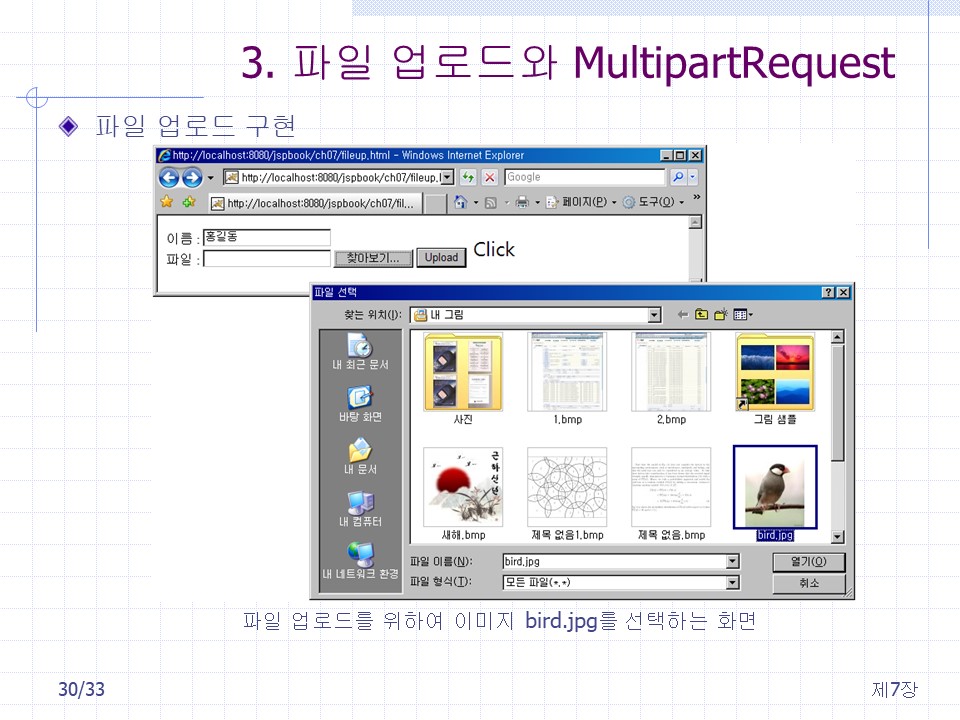 3. 파일 업로드와 MultipartRequest
파일 업로드 구현
http://localhost:8080/jspbook/ch07/fileup.html - Windows Internet Explorer
http://localhost:8080/jspbook/ch07/fileup.
Google
http://localhost:8080/jspbook/ch07/fil...
페이지(P)
도구(O)
»
이름 : 홍길동
파일 : 찾아보기... Upload Click
파일 선택
찾는 위치(I): 내 그림
내 최근 문서
바탕 화면
내 문서
내 컴퓨터
내 네트워크 환경
사진
1.bmp
2.bmp
그림 샘플
근하신년
새해.bmp
제목 없음1.bmp
제목 없음.bmp
bird.jpg
파일 이름(N): bird.jpg 열기(O)
파일 형식(T): 모든 파일(*.*) 취소
파일 업로드를 위하여 이미지 bird.jpg를 선택하는 화면
30/33
제7장